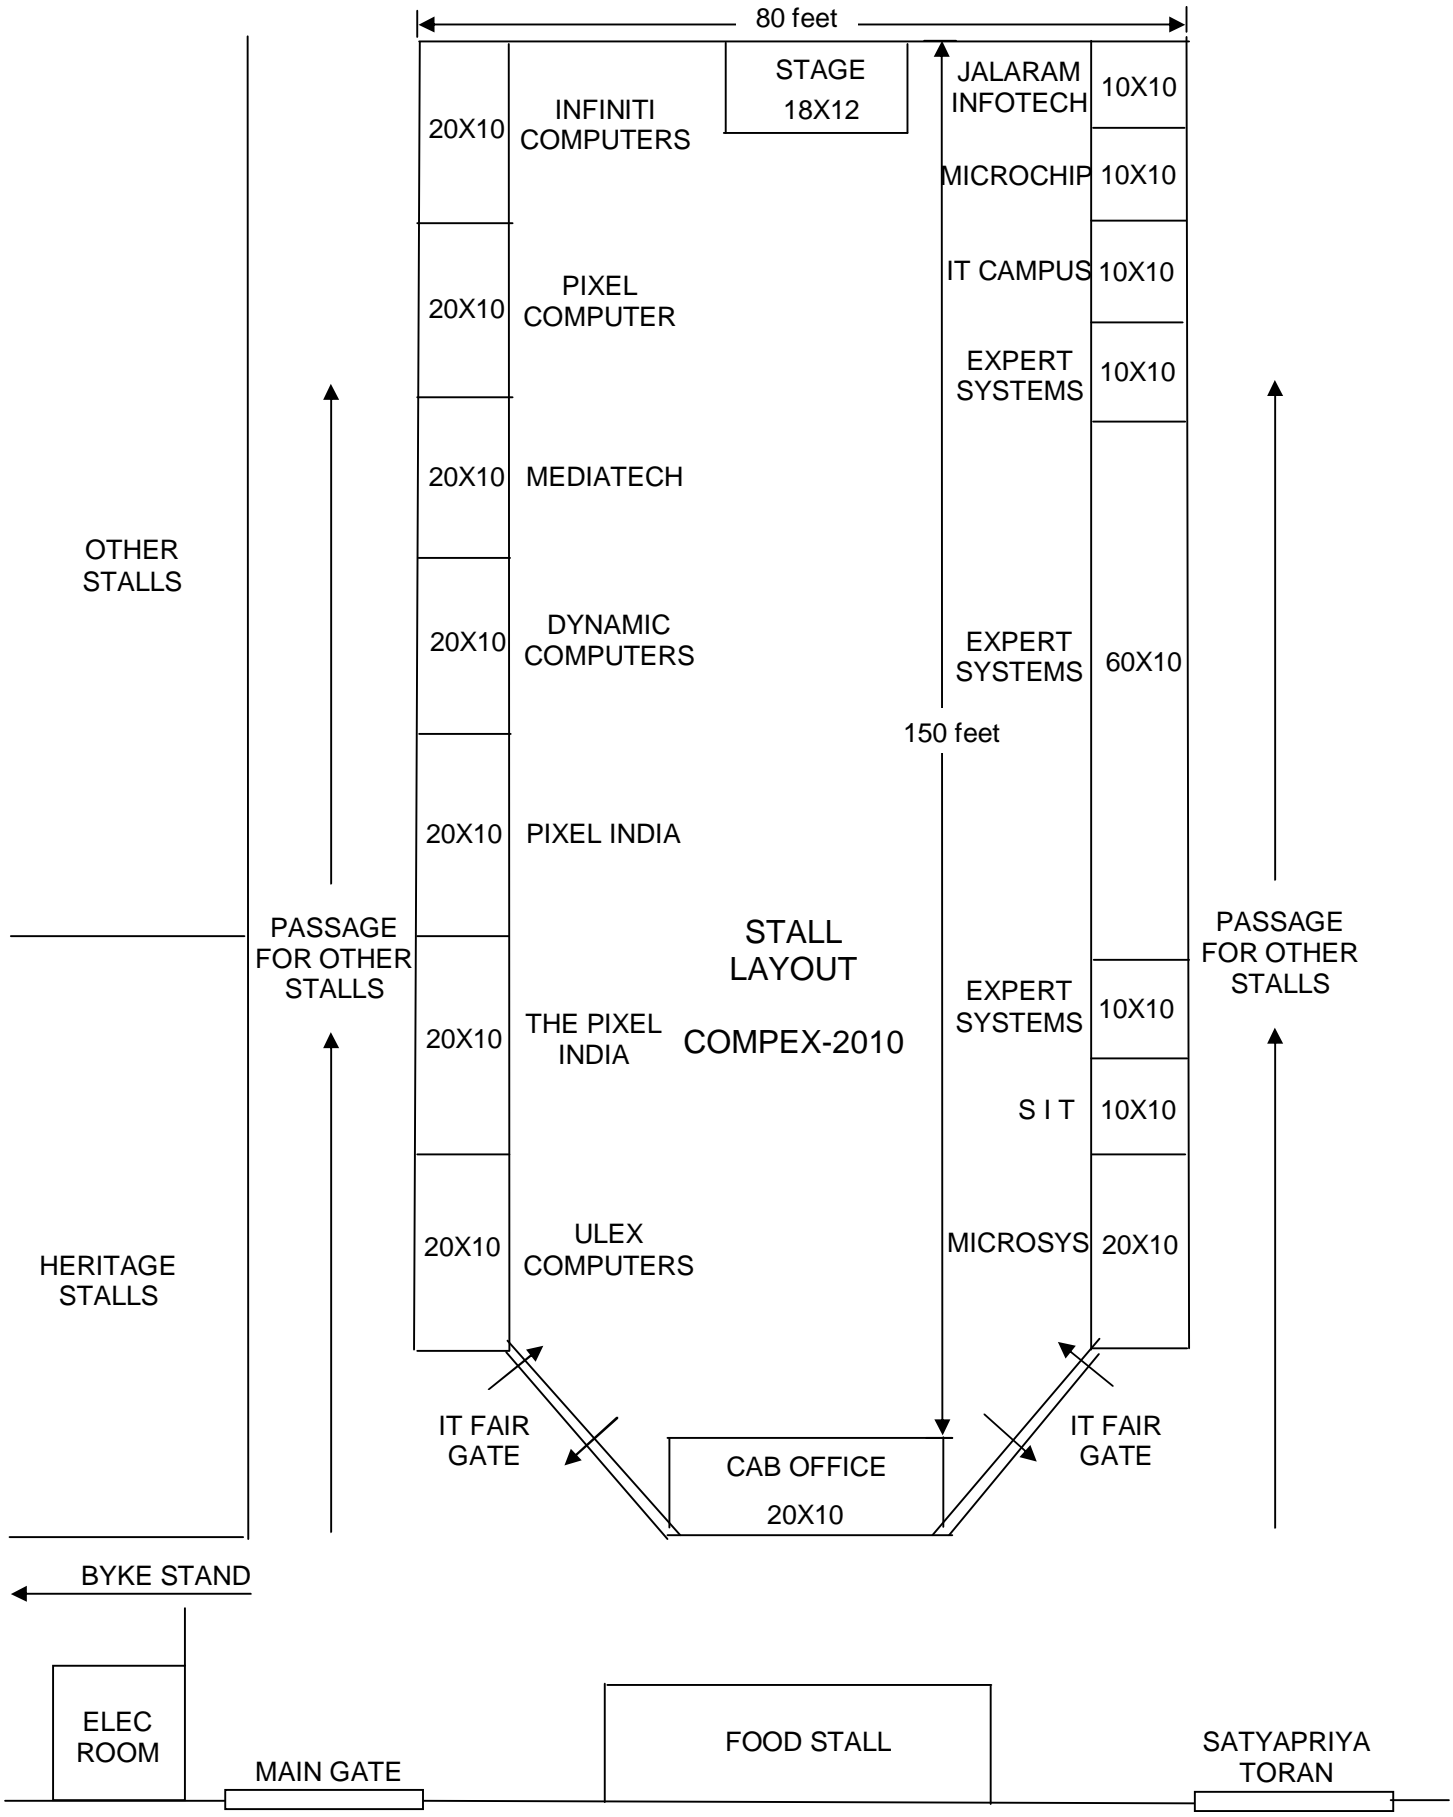 80 feet
STAGE
18X12
20X10
INFINITI
COMPUTERS
JALARAM
INFOTECH
10X10
MICROCHIP
10X10
20X10
PIXEL
COMPUTER
IT CAMPUS
10X10
EXPERT
SYSTEMS
10X10
20X10
MEDIATECH
OTHER
STALLS
20X10
DYNAMIC
COMPUTERS
EXPERT
SYSTEMS
60X10
150 feet
20X10
PIXEL INDIA
PASSAGE
FOR OTHER
STALLS
STALL
LAYOUT
COMPEX-2010
PASSAGE
FOR OTHER
STALLS
20X10
THE PIXEL
INDIA
EXPERT
SYSTEMS
10X10
S I T
10X10
HERITAGE
STALLS
20X10
ULEX
COMPUTERS
MICROSYS
20X10
IT FAIR
GATE
IT FAIR
GATE
CAB OFFICE
20X10
BYKE STAND
ELEC
ROOM
MAIN GATE
FOOD STALL
SATYAPRIYA
TORAN